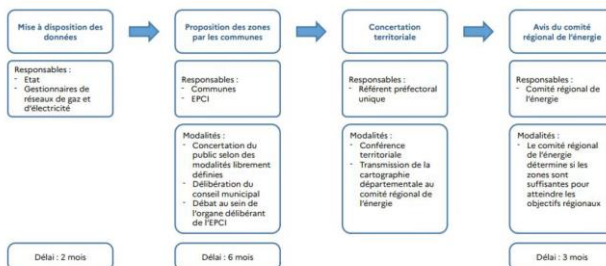 Mise à disposition des
données
Proposition des zones
par les communes
Concertation
territoriale
Avis du comité
régional de l'énergie
Responsables :
- Etat
- Gestionnaires de
réseaux de gaz et
d'électricité
Responsables :
- Communes
- EPCI
Responsables :
- Référent préfectoral
unique
Responsables :
- Comité régional de
l'énergie
Modalités :
- Concertation du
public selon des
modalités librement
définies
- Délibération du
conseil municipal
- Débat au sein de
l'organe délibérant
de l'EPCI
Modalités :
- Conférence
territoriale
- Transmission de la
cartographie
départementale au
comité régional de
l'énergie
Modalités :
- Le comité régional
de l'énergie
détermine si les
zones sont
suffisantes pour
atteindre les
objectifs régionaux
Délai : 2 mois
Délai : 6 mois
Délai : 3 mois